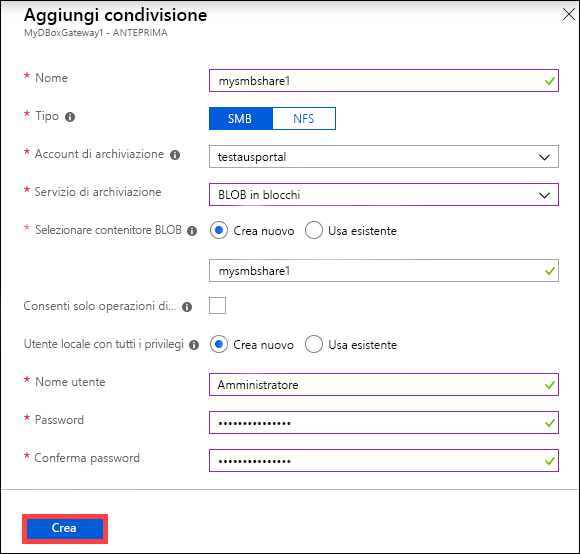 Aggiungi condivisione
MyDBoxGateway1 - ANTEPRIMA
* Nome mysmbshare1
* Tipo SMB NFS
* Account di archiviazione testausportal
* Servizio di archiviazione BLOB in blocchi
* Selezionare contenitore BLOB Crea nuovo Usa esistente
mysmbshare1
Consenti solo operazioni di...
Utente locale con tutti i privilegi Crea nuovo Usa esistente
* Nome utente Amministratore
* Password •••••••••••••••
* Conferma password •••••••••••••••
Crea